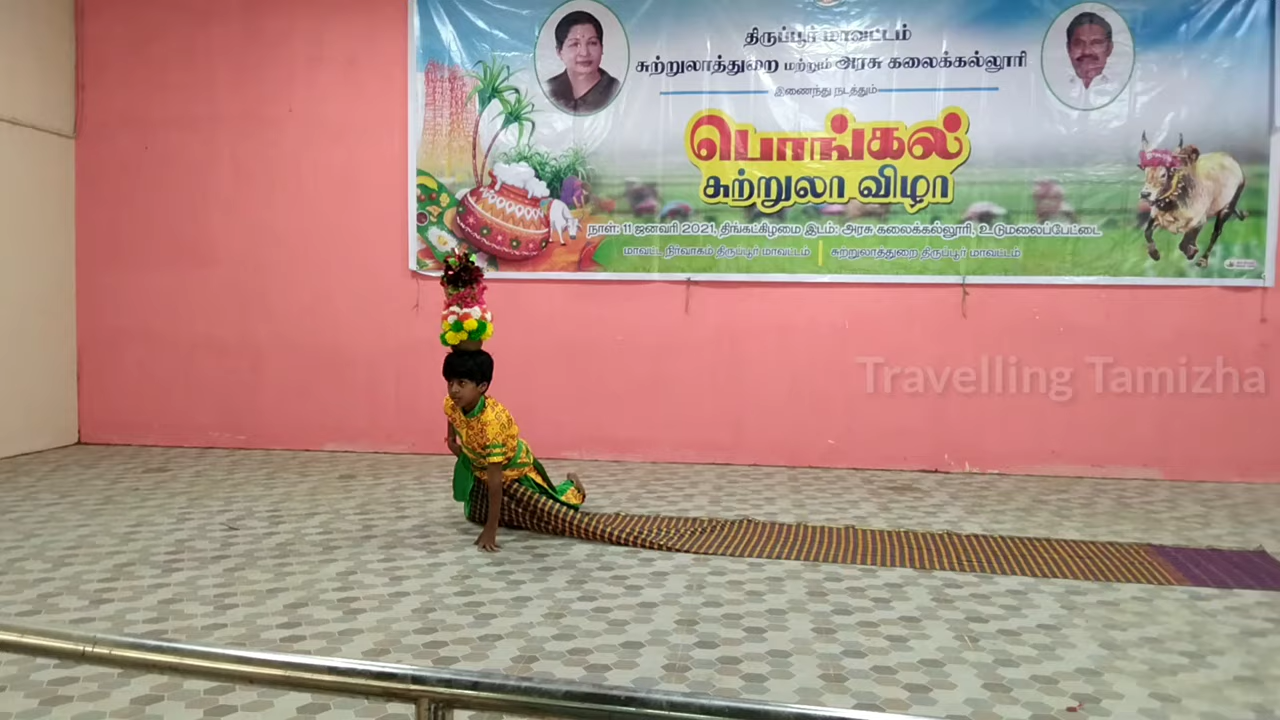 திருப்பூர் மாவட்டம்
சுற்றுலாத்துறை மற்றும் அரசு கலைக்கல்லூரி
இணைந்து நடத்தும்
பொங்கல்
சுற்றுலா விழா
நாள்: 11 ஜனவரி 2021, திங்கட்கிழமை இடம்: அரசு கலைக்கல்லூரி, உடுமலைப்பேட்டை
மாவட்ட நிர்வாகம் திருப்பூர் மாவட்டம் | சுற்றுலாத்துறை திருப்பூர் மாவட்டம்
Travelling Tamizha